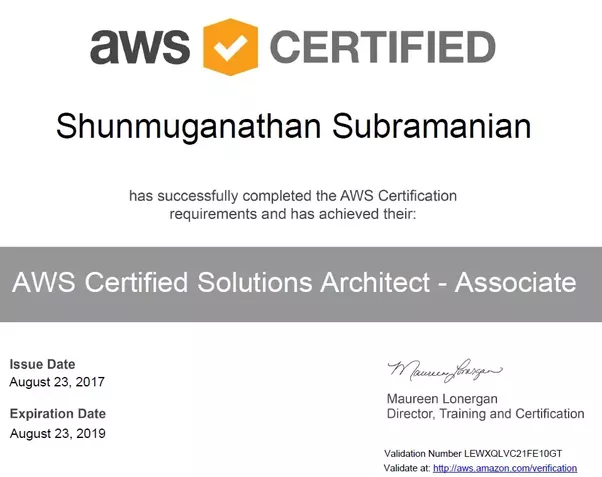 aws CERTIFIED
Shunmuganathan Subramanian
has successfully completed the AWS Certification
requirements and has achieved their:
AWS Certified Solutions Architect - Associate
Issue Date
August 23, 2017
Expiration Date
August 23, 2019
Maureen Lonergan
Maureen Lonergan
Director, Training and Certification
Validation Number LEWXQLVC21FE10GT
Validate at: http://aws.amazon.com/verification